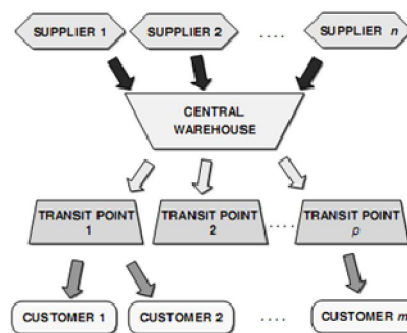 SUPPLIER 1
SUPPLIER 2
....
SUPPLIER n
CENTRAL
WAREHOUSE
TRANSIT POINT
1
TRANSIT POINT
2
.....
TRANSIT POINT
p
CUSTOMER 1
CUSTOMER 2
....
CUSTOMER m